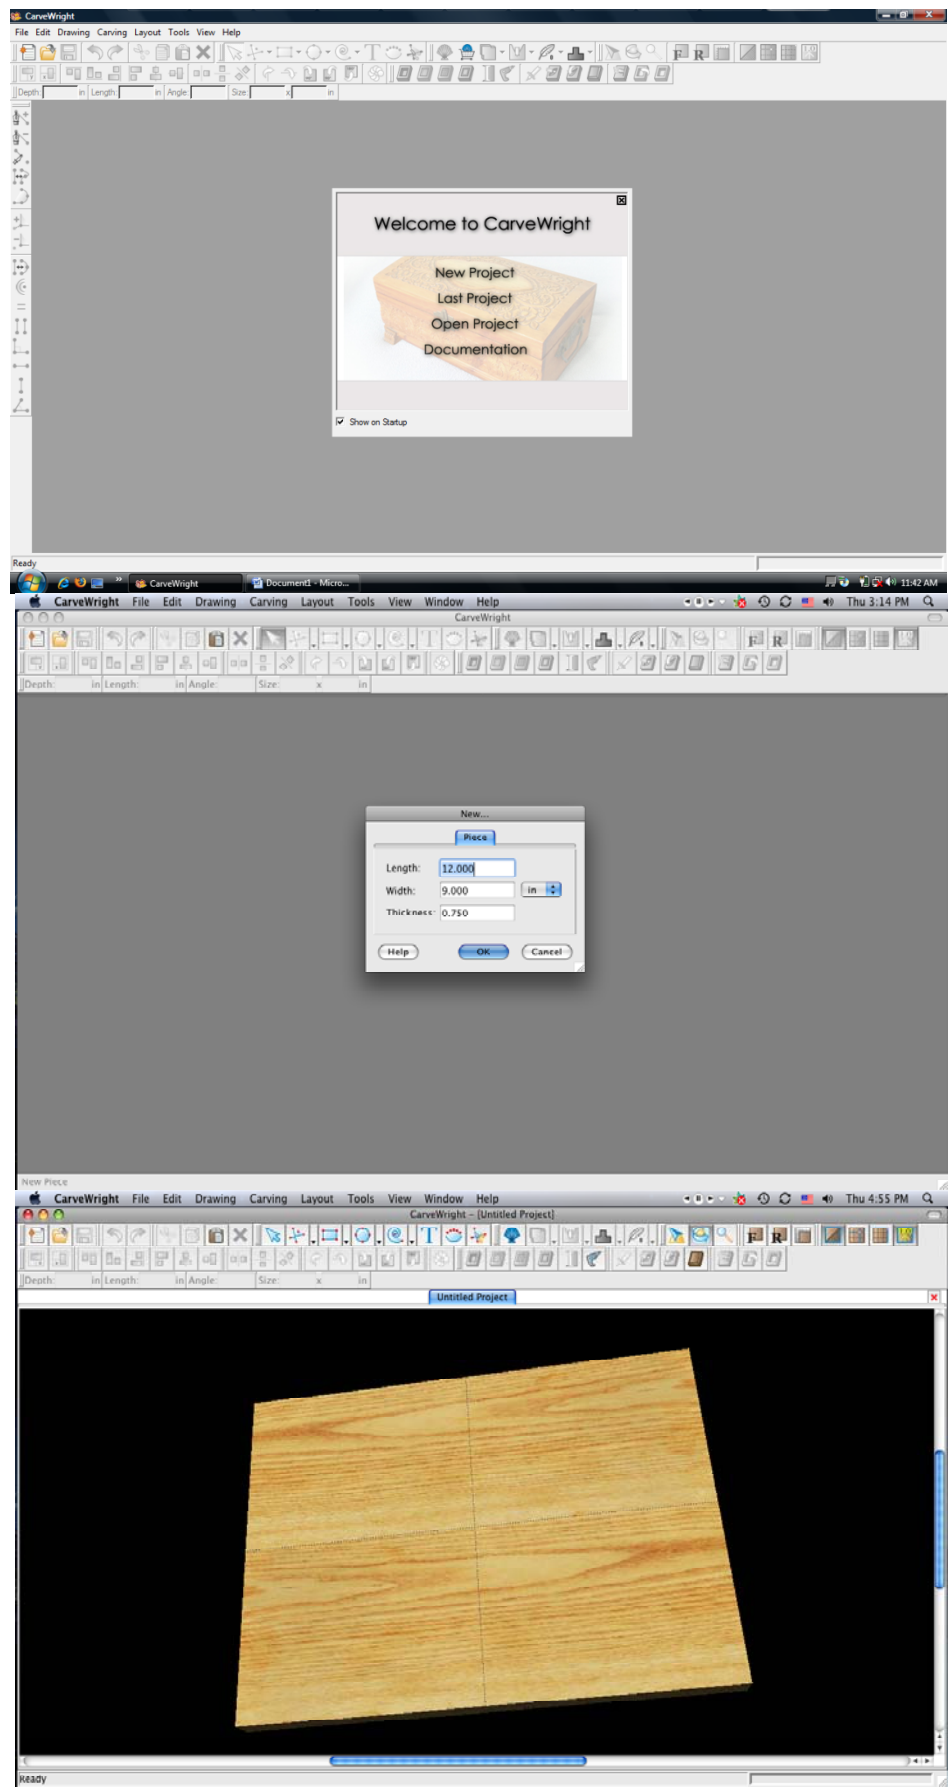 CarveWright
File Edit Drawing Carving Layout Tools View Help
Depth: in Length: in Angle: Size: x in
Welcome to CarveWright
New Project
Last Project
Open Project
Documentation
Show on Startup
Ready
CarveWright Document1 - Micro... 11:42 AM
CarveWright File Edit Drawing Carving Layout Tools View Window Help Thu 3:14 PM
CarveWright
T F R
Depth: in Length: in Angle: Size: x in
New...
Piece
Length: 12.000
Width: 9.000 in
Thickness: 0.750
Help OK Cancel
New Piece
CarveWright File Edit Drawing Carving Layout Tools View Window Help Thu 4:55 PM
CarveWright - [Untitled Project]
T F R
Depth: in Length: in Angle: Size: x in
Untitled Project
Ready